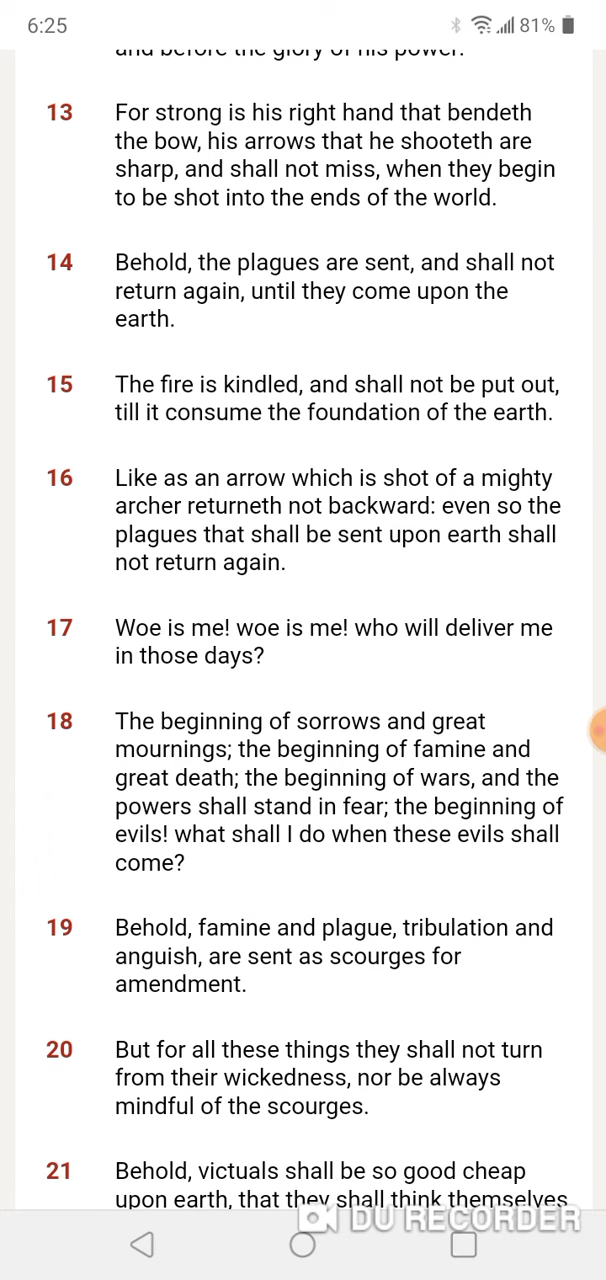 6:25
81%
and before the glory of his power.
13 For strong is his right hand that bendeth
the bow, his arrows that he shooteth are
sharp, and shall not miss, when they begin
to be shot into the ends of the world.
14 Behold, the plagues are sent, and shall not
return again, until they come upon the
earth.
15 The fire is kindled, and shall not be put out,
till it consume the foundation of the earth.
16 Like as an arrow which is shot of a mighty
archer returneth not backward: even so the
plagues that shall be sent upon earth shall
not return again.
17 Woe is me! woe is me! who will deliver me
in those days?
18 The beginning of sorrows and great
mournings; the beginning of famine and
great death; the beginning of wars, and the
powers shall stand in fear; the beginning of
evils! what shall I do when these evils shall
come?
19 Behold, famine and plague, tribulation and
anguish, are sent as scourges for
amendment.
20 But for all these things they shall not turn
from their wickedness, nor be always
mindful of the scourges.
21 Behold, victuals shall be so good cheap
upon earth, that they shall think themselves
DU RECORDER